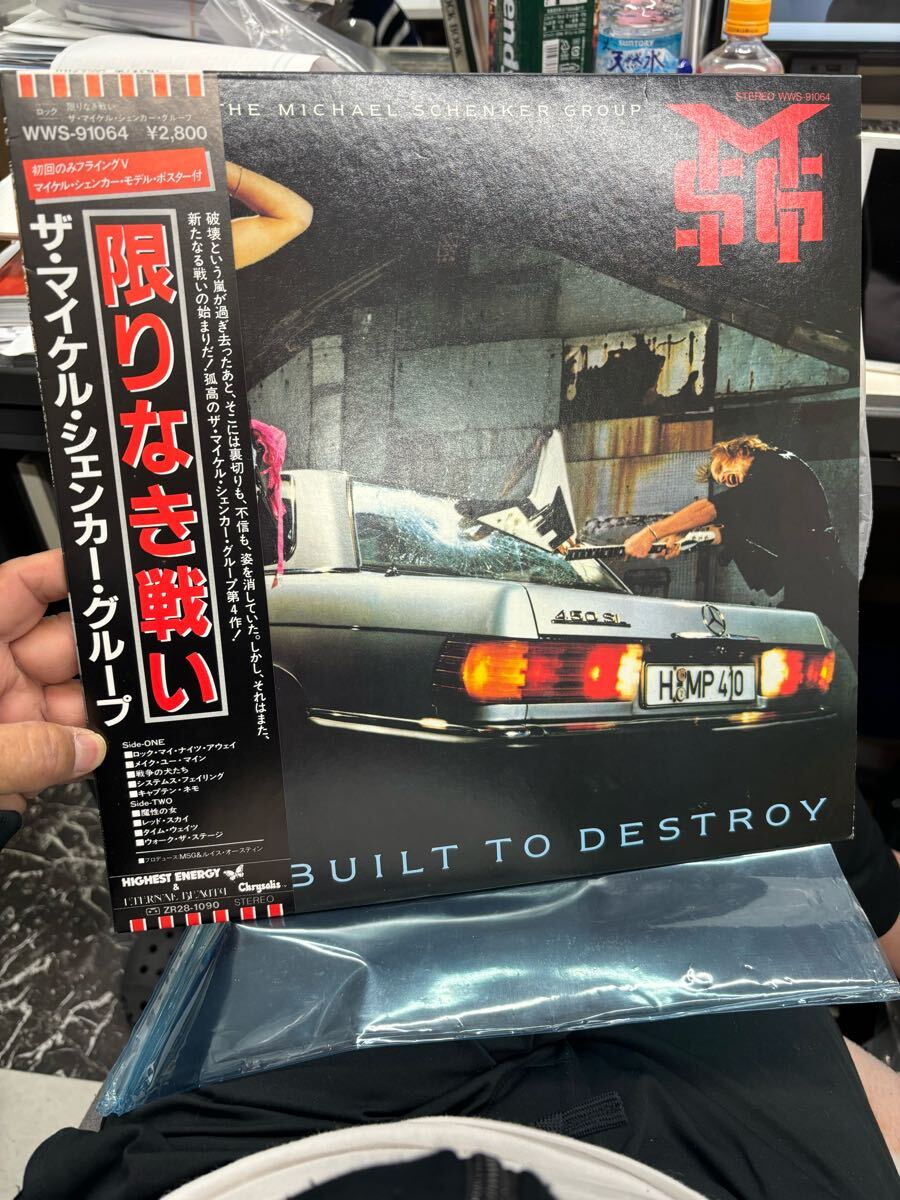 ロック 限りなき戦い
ザ・マイケル・シェンカー・グループ
WWS-91064 ¥2,800
初回のみフライングV
マイケル・シェンカー・モデル・ポスター付
ザ・マイケル・シェンカー・グループ
限りなき戦い
破壊という嵐が過ぎ去ったあと、そこには裏切りも、不信も、姿を消していた。しかし、それはまた、
新たなる戦いの始まりだ!孤高のザ・マイケル・シェンカー・グループ第4作!
Side-ONE
■ロック・マイ・ナイツ・アウェイ
■メイク・ユー・マイン
■戦争の犬たち
■システムス・フェイリング
■キャプテン・ネモ
Side-TWO
■魔性の女
■レッド・スカイ
■タイム・ウェイツ
■ウォーク・ザ・ステージ
■プロデュース:MSG&ルイス・オースティン
HIGHEST ENERGY
& ETERNAL BEAUTY Chrysalis
ZR28-1090 STEREO
HE MICHAEL SCHENKER GROUP
STEREO WWS-91064
MSG
450 SL
H MP 410
BUILT TO DESTROY
SUNTORY
天然水